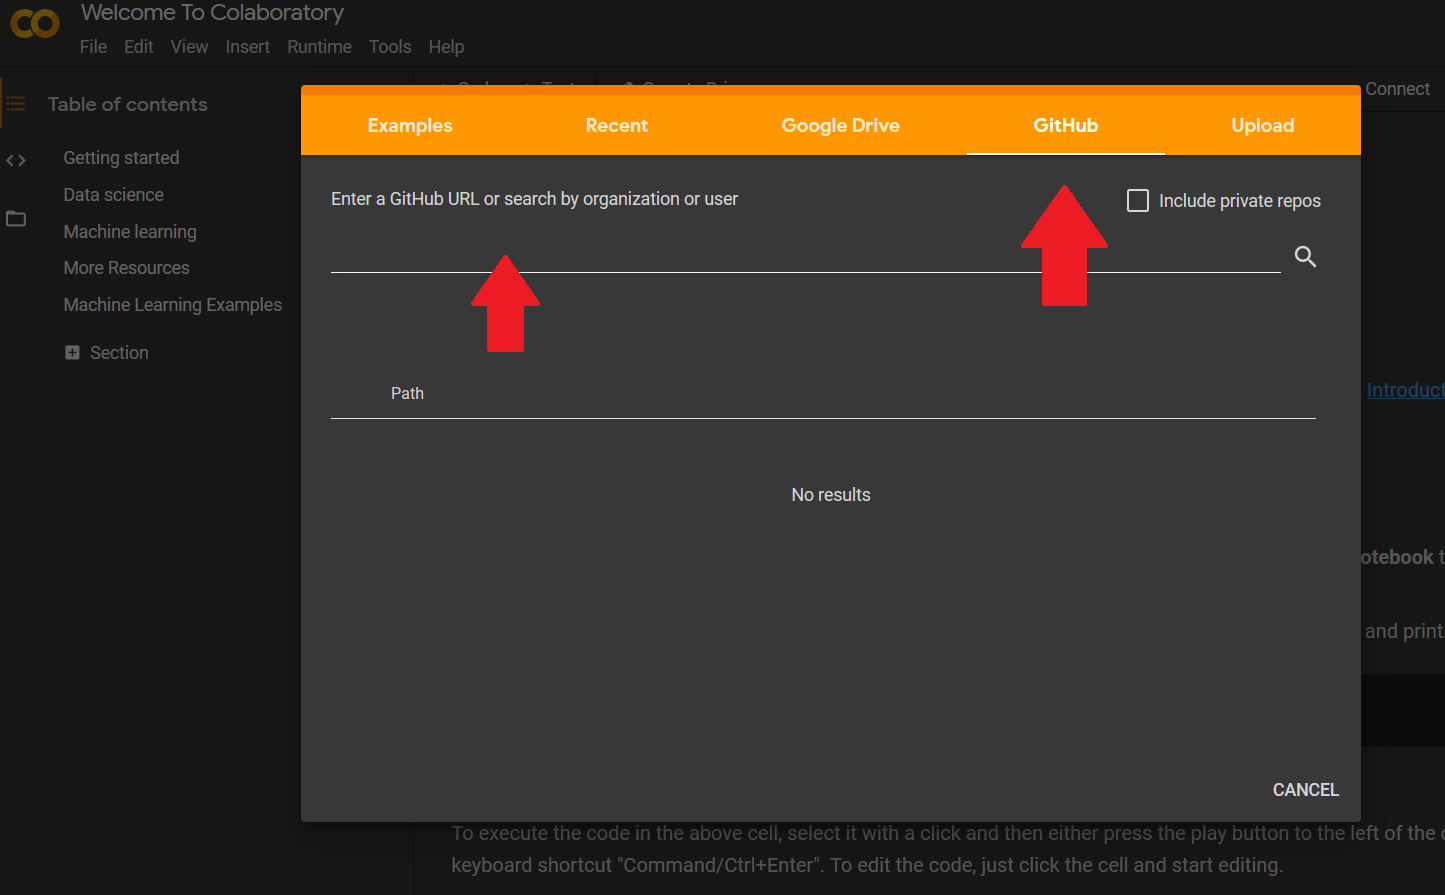 Welcome To Colaboratory
File Edit View Insert Runtime Tools Help
Table of contents
Getting started
Data science
Machine learning
More Resources
Machine Learning Examples
Section
Connect
Examples Recent Google Drive GitHub Upload
Enter a GitHub URL or search by organization or user
Include private repos
Path
No results
CANCEL
Introduct
otebook t
and print
To execute the code in the above cell, select it with a click and then either press the play button to the left of the
keyboard shortcut "Command/Ctrl+Enter". To edit the code, just click the cell and start editing.